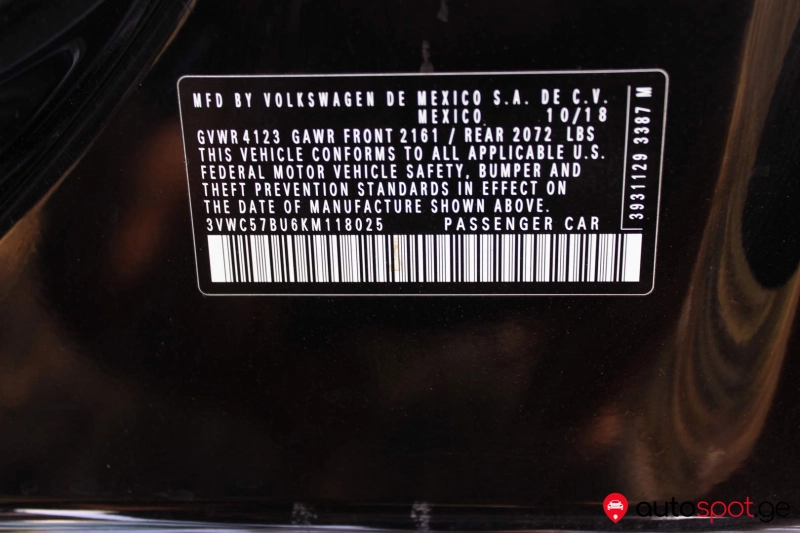 MFD BY VOLKSWAGEN DE MEXICO S.A. DE C.V.
MEXICO 10/18
GVWR 4123 GAWR FRONT 2161 / REAR 2072 LBS
THIS VEHICLE CONFORMS TO ALL APPLICABLE U.S.
FEDERAL MOTOR VEHICLE SAFETY, BUMPER AND
THEFT PREVENTION STANDARDS IN EFFECT ON
THE DATE OF MANUFACTURE SHOWN ABOVE.
3VWC57BU6KM118025 PASSENGER CAR
3931129 3387 M
autospot.ge